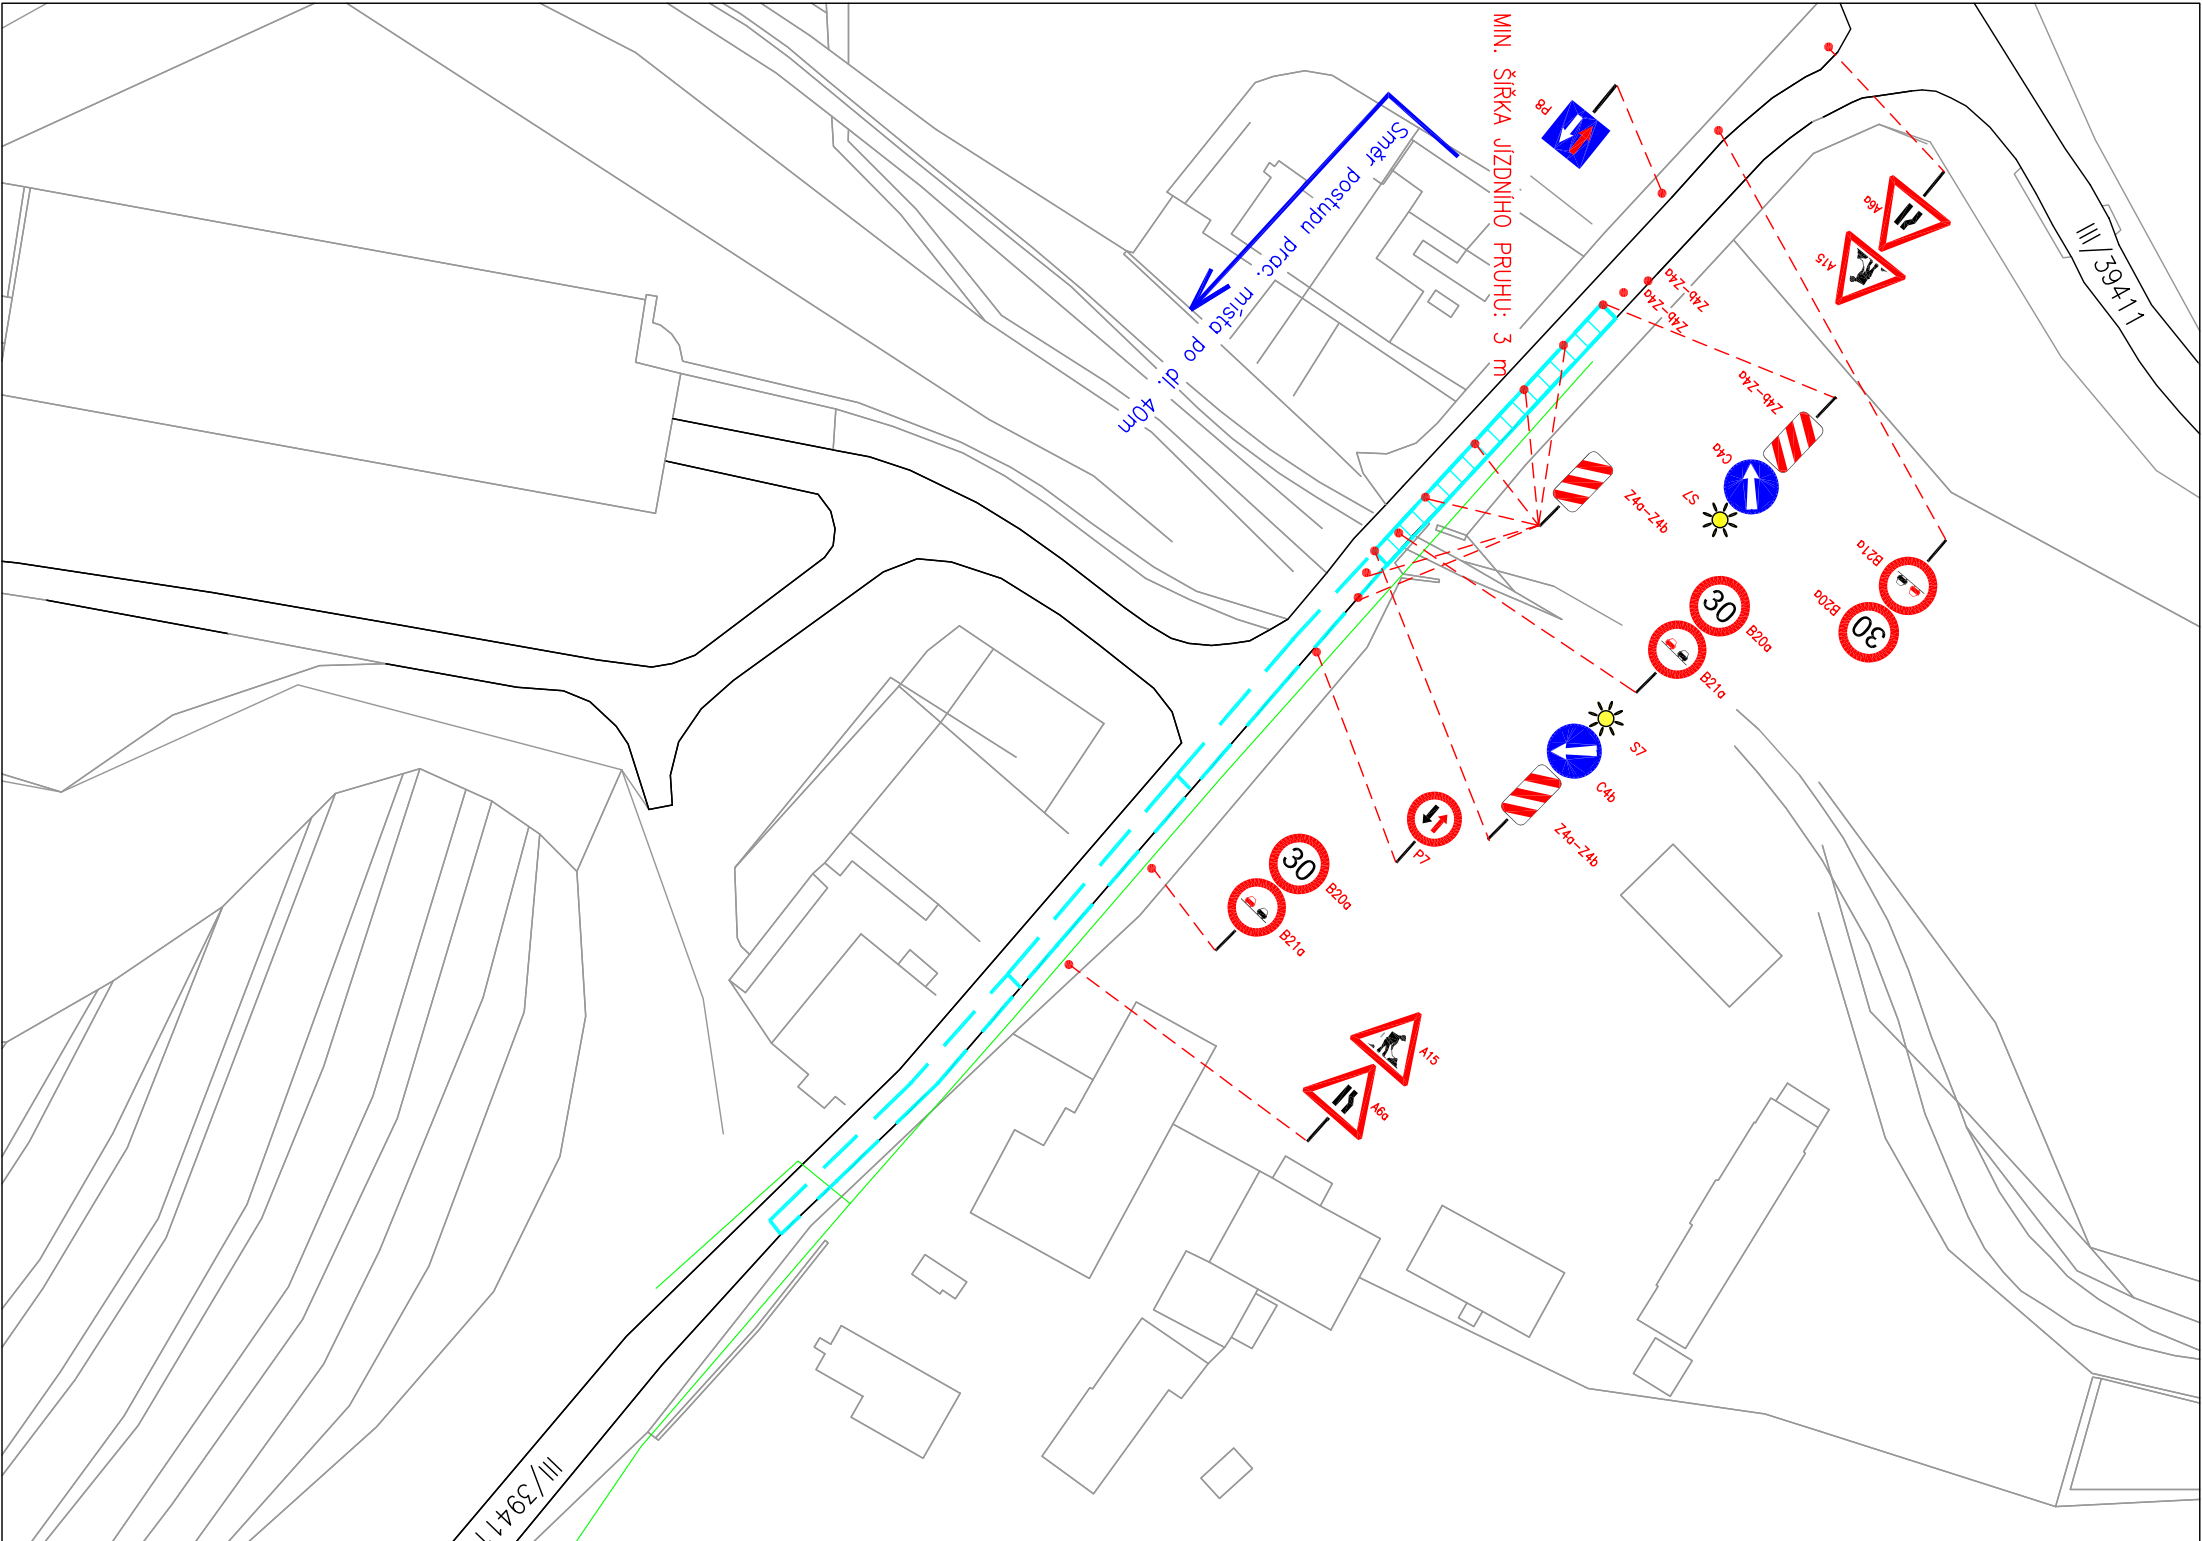 MIN. ŠÍŘKA JÍZDNÍHO PRUHU: 3 m
P8
Směr postupu prac. místa po dl. 40m
A6a
A15
III/39411
Z4b-Z4a
Z4b-Z4a
Z4b-Z4a
C4a
S7
Z4a-Z4b
B21a
B20a
30
30
B20a
B21a
S7
C4b
Z4a-Z4b
P7
30
B20a
B21a
A15
A6a
III/39411